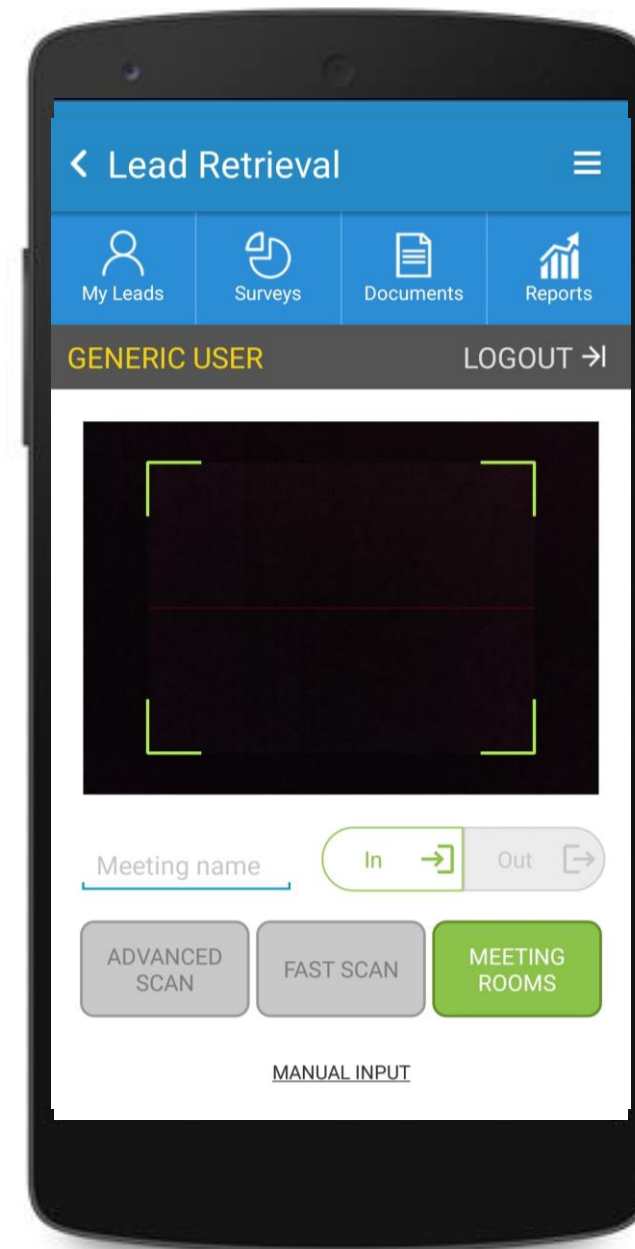 Lead Retrieval
My Leads
Surveys
Documents
Reports
GENERIC USER
LOGOUT
Meeting name
In
Out
ADVANCED
SCAN
FAST SCAN
MEETING
ROOMS
MANUAL INPUT